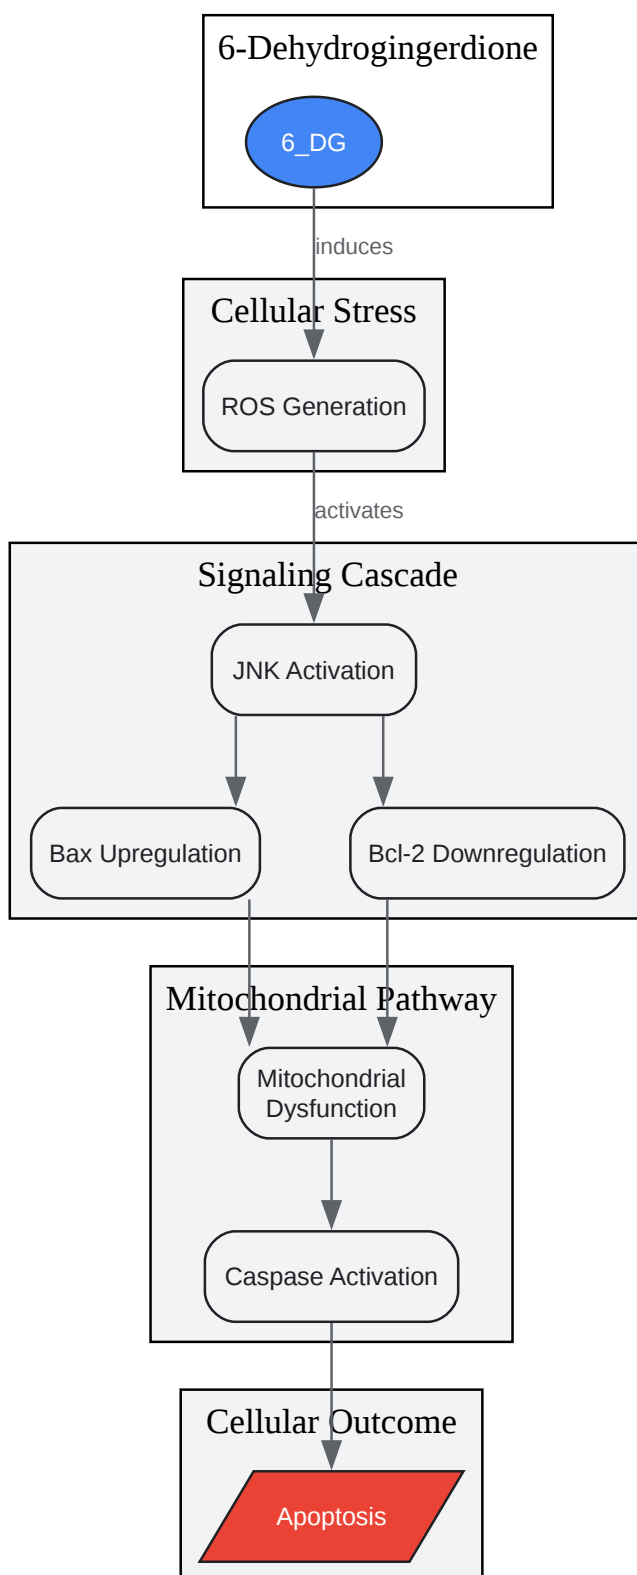 6-Dehydrogingerdione
6_DG
induces
Cellular Stress
ROS Generation
activates
Signaling Cascade
JNK Activation
Bax Upregulation
Bcl-2 Downregulation
Mitochondrial Pathway
Mitochondrial
Dysfunction
Caspase Activation
Cellular Outcome
Apoptosis